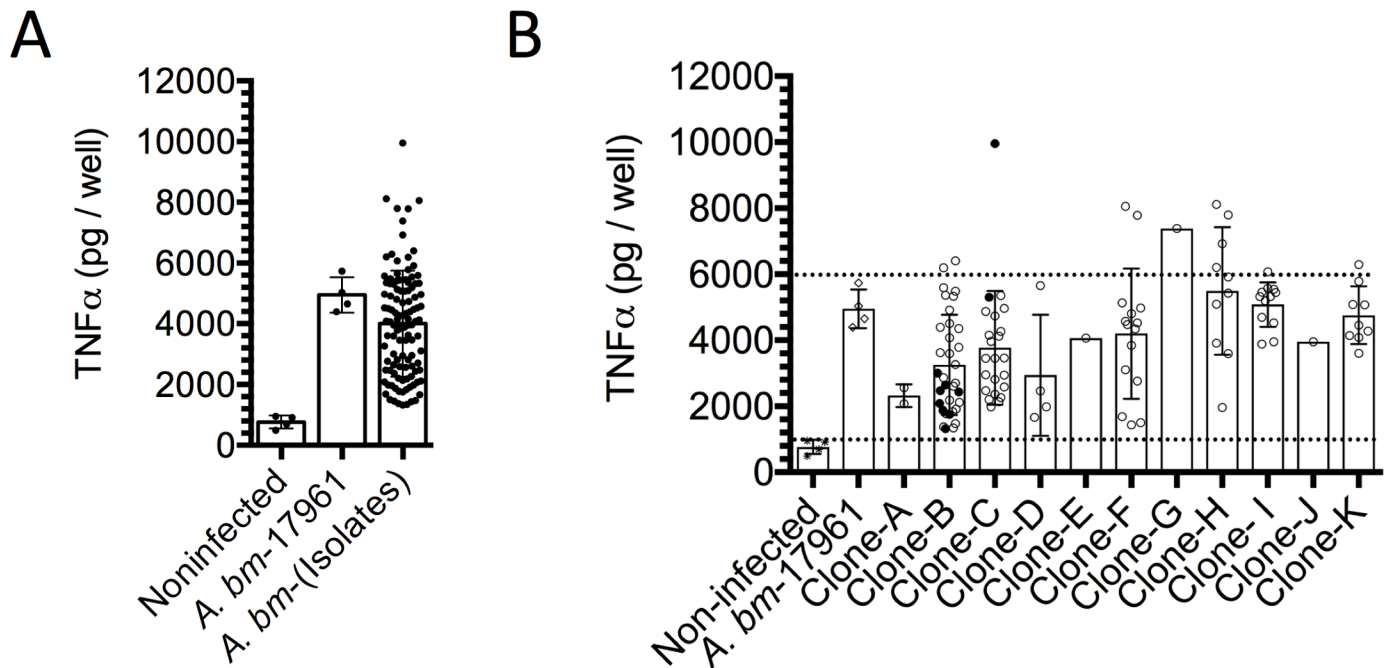 A
TNFα (pg / well)
12000
10000
8000
6000
4000
2000
0
Noninfected
A. bm-17961
A. bm-(Isolates)
B
TNFα (pg / well)
12000
10000
8000
6000
4000
2000
0
Non-infected
A. bm-17961
Clone-A
Clone-B
Clone-C
Clone-D
Clone-E
Clone-F
Clone-G
Clone-H
Clone- I
Clone-J
Clone-K